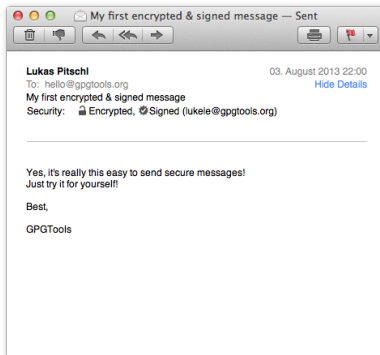 My first encrypted & signed message — Sent
Lukas Pitschl 03. August 2013 22:00
To: hello@gpgtools.org Hide Details
My first encrypted & signed message
Security: Encrypted, Signed (lukele@gpgtools.org)
Yes, it's really this easy to send secure messages!
Just try it for yourself!
Best,
GPGTools